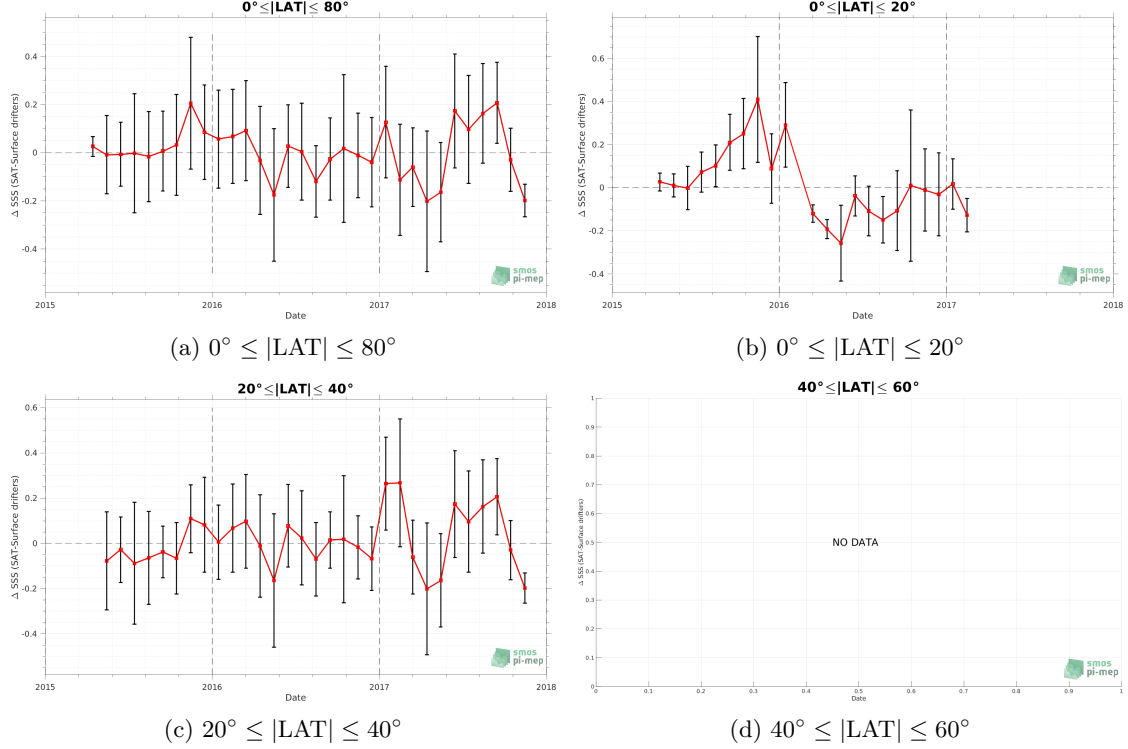 0°≤|LAT|≤ 80°
Δ SSS (SAT-Surface drifters)
0.4
0.2
0
-0.2
-0.4
2015 2016 2017 2018
Date
smos
pi-mep
(a) 0° ≤ |LAT| ≤ 80°
0°≤|LAT|≤ 20°
Δ SSS (SAT-Surface drifters)
0.6
0.4
0.2
0
-0.2
-0.4
2015 2016 2017 2018
Date
smos
pi-mep
(b) 0° ≤ |LAT| ≤ 20°
20°≤|LAT|≤ 40°
Δ SSS (SAT-Surface drifters)
0.6
0.4
0.2
0
-0.2
-0.4
2015 2016 2017 2018
Date
smos
pi-mep
(c) 20° ≤ |LAT| ≤ 40°
40°≤|LAT|≤ 60°
Δ SSS (SAT-Surface drifters)
1
0.9
0.8
0.7
0.6
0.5
0.4
0.3
0.2
0.1
0
NO DATA
0 0.1 0.2 0.3 0.4 0.5 0.6 0.7 0.8 0.9 1
Date
smos
pi-mep
(d) 40° ≤ |LAT| ≤ 60°